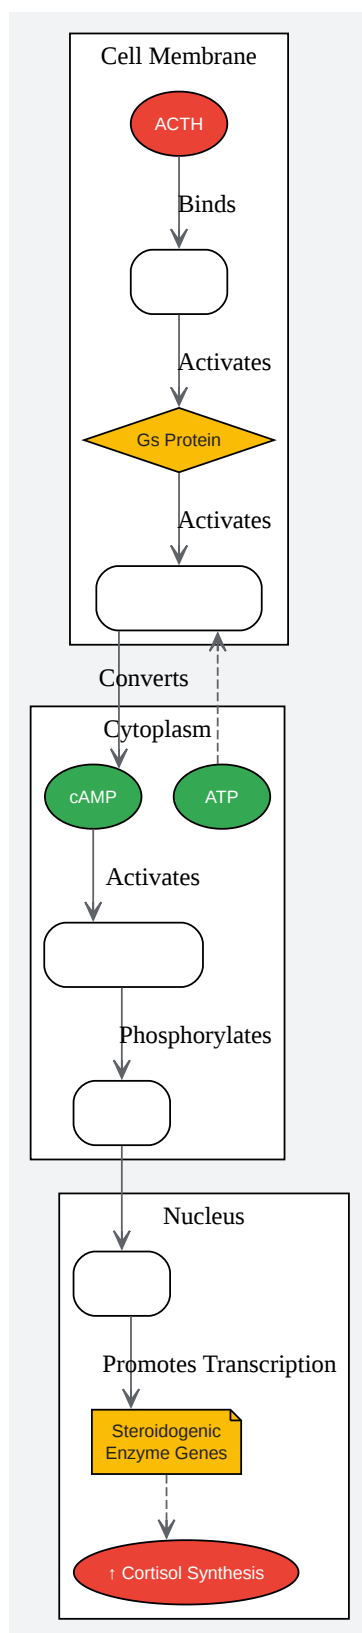 Cell Membrane
ACTH
Binds
Activates
Gs Protein
Activates
Converts
Cytoplasm
cAMP
ATP
Activates
Phosphorylates
Nucleus
Promotes Transcription
Steroidogenic
Enzyme Genes
↑ Cortisol Synthesis